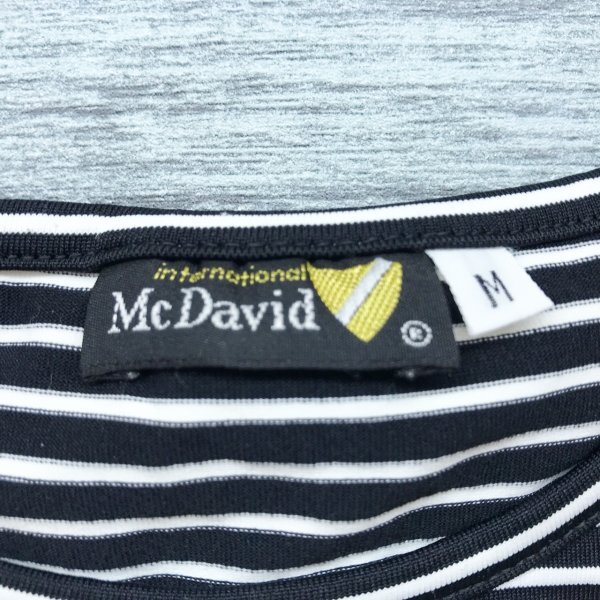 international
McDavid
®
M